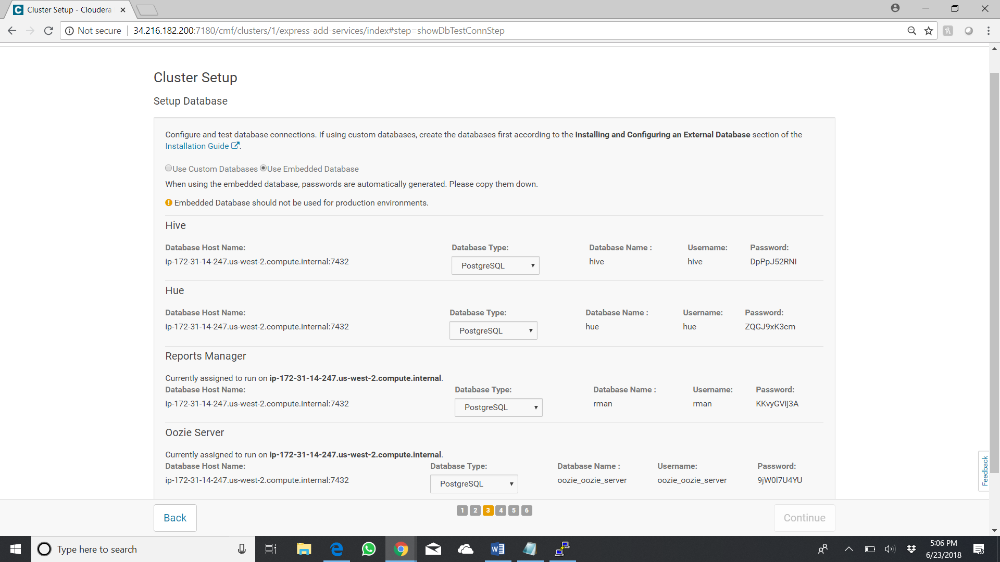 Cluster Setup - Cloudera
Not secure
34.216.182.200:7180/cmf/clusters/1/express-add-services/index#step=showDbTestConnStep
Cluster Setup
Setup Database
Configure and test database connections. If using custom databases, create the databases first according to the Installing and Configuring an External Database section of the
Installation Guide.
Use Custom Databases Use Embedded Database
When using the embedded database, passwords are automatically generated. Please copy them down.
Embedded Database should not be used for production environments.
Hive
Database Host Name: Database Type: Database Name : Username: Password:
ip-172-31-14-247.us-west-2.compute.internal:7432 PostgreSQL hive hive DpPpJ52RNI
Hue
Database Host Name: Database Type: Database Name : Username: Password:
ip-172-31-14-247.us-west-2.compute.internal:7432 PostgreSQL hue hue ZQGJ9xK3cm
Reports Manager
Currently assigned to run on ip-172-31-14-247.us-west-2.compute.internal.
Database Host Name: Database Type: Database Name : Username: Password:
ip-172-31-14-247.us-west-2.compute.internal:7432 PostgreSQL rman rman KKvyGVij3A
Oozie Server
Currently assigned to run on ip-172-31-14-247.us-west-2.compute.internal.
Database Host Name: Database Type: Database Name : Username: Password:
ip-172-31-14-247.us-west-2.compute.internal:7432 PostgreSQL oozie_oozie_server oozie_oozie_server 9jW0l7U4YU
Feedback
Back 1 2 3 4 5 6 Continue
Type here to search
5:06 PM
6/23/2018